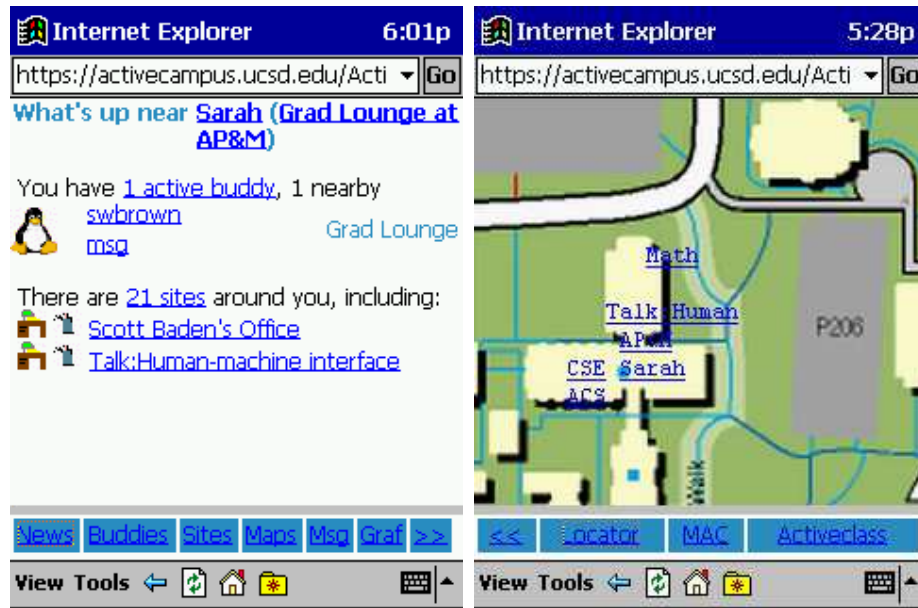 Internet Explorer 6:01p
https://activecampus.ucsd.edu/Acti Go
What's up near Sarah (Grad Lounge at
AP&M)
You have 1 active buddy, 1 nearby
swbrown
Grad Lounge
msg
There are 21 sites around you, including:
Scott Baden's Office
Talk:Human-machine interface
News Buddies Sites Maps Msg Graf >>
View Tools
Internet Explorer 5:28p
https://activecampus.ucsd.edu/Acti Go
Math
Talk Human
AP&M
CSE Sarah
ACS
P206
Walk
<< Locator MAC Activeclass
View Tools